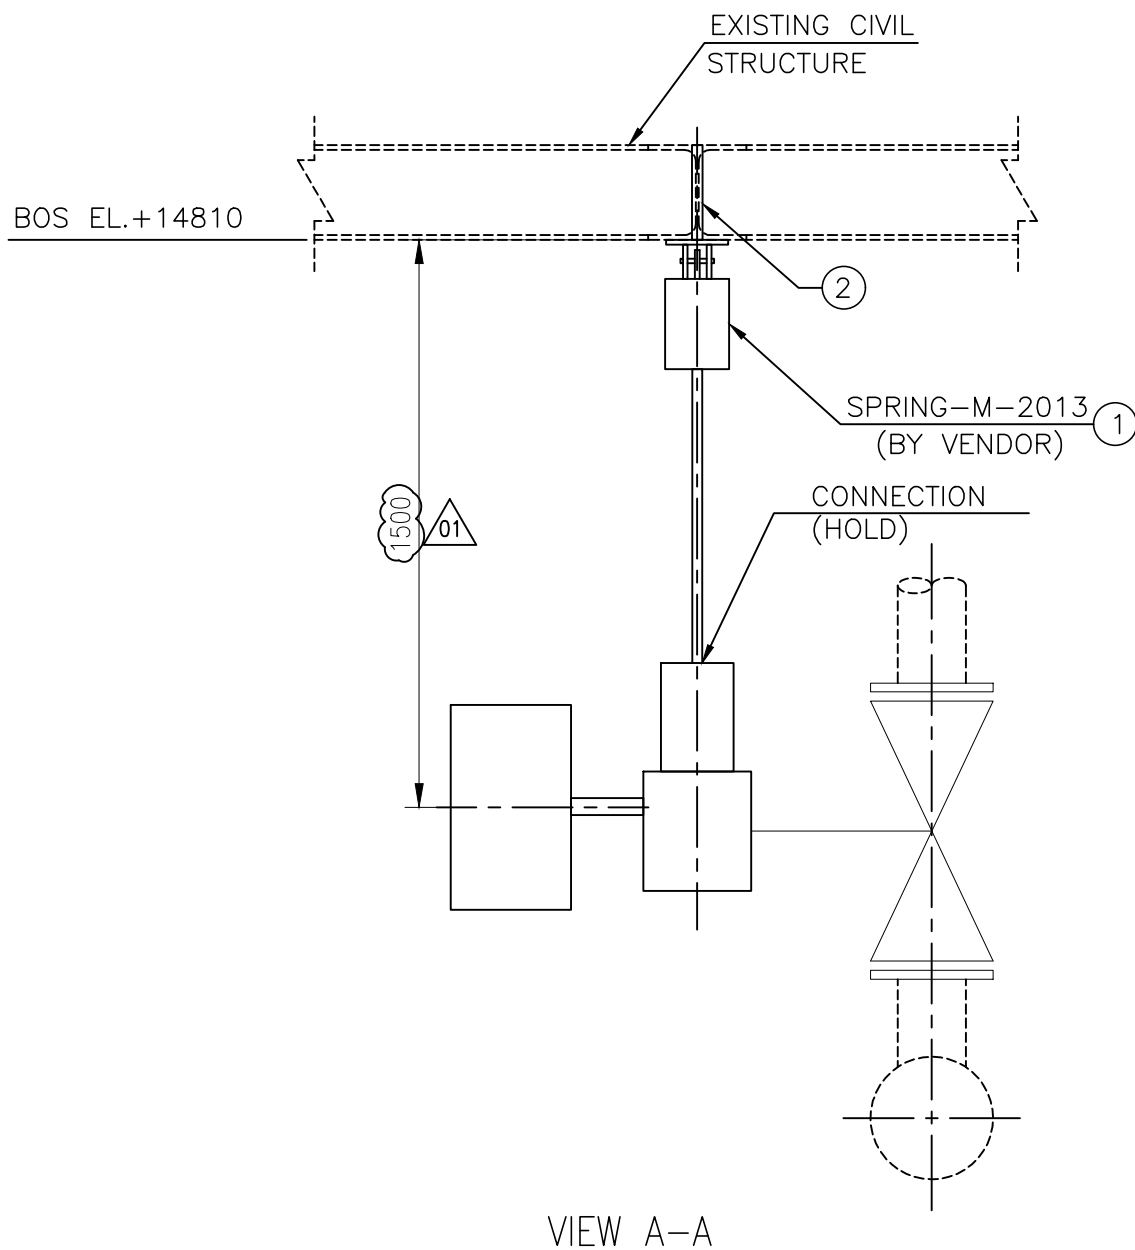 EXISTING CIVIL
STRUCTURE
BOS EL.+14810
2
SPRING-M-2013
1
(BY VENDOR)
1500
01
CONNECTION
(HOLD)
VIEW A-A